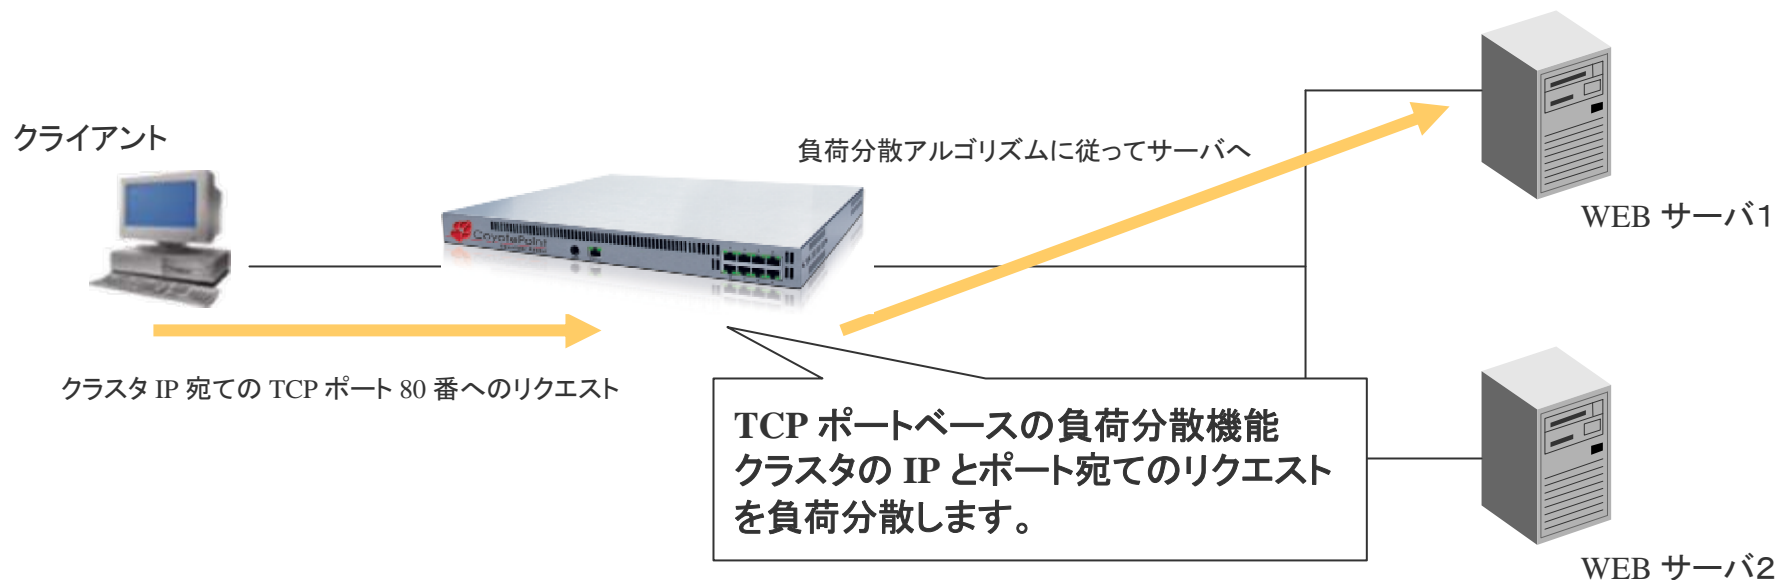 クライアント
負荷分散アルゴリズムに従ってサーバへ
WEB サーバ1
CoyotePoint
クラスタ IP 宛ての TCP ポート 80 番へのリクエスト
TCP ポートベースの負荷分散機能
クラスタの IP とポート宛てのリクエスト
を負荷分散します。
WEB サーバ2